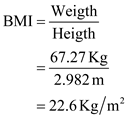 BMI = Weigth / Heigth
= 67.27 Kg / 2.982 m
= 22.6 Kg/m²